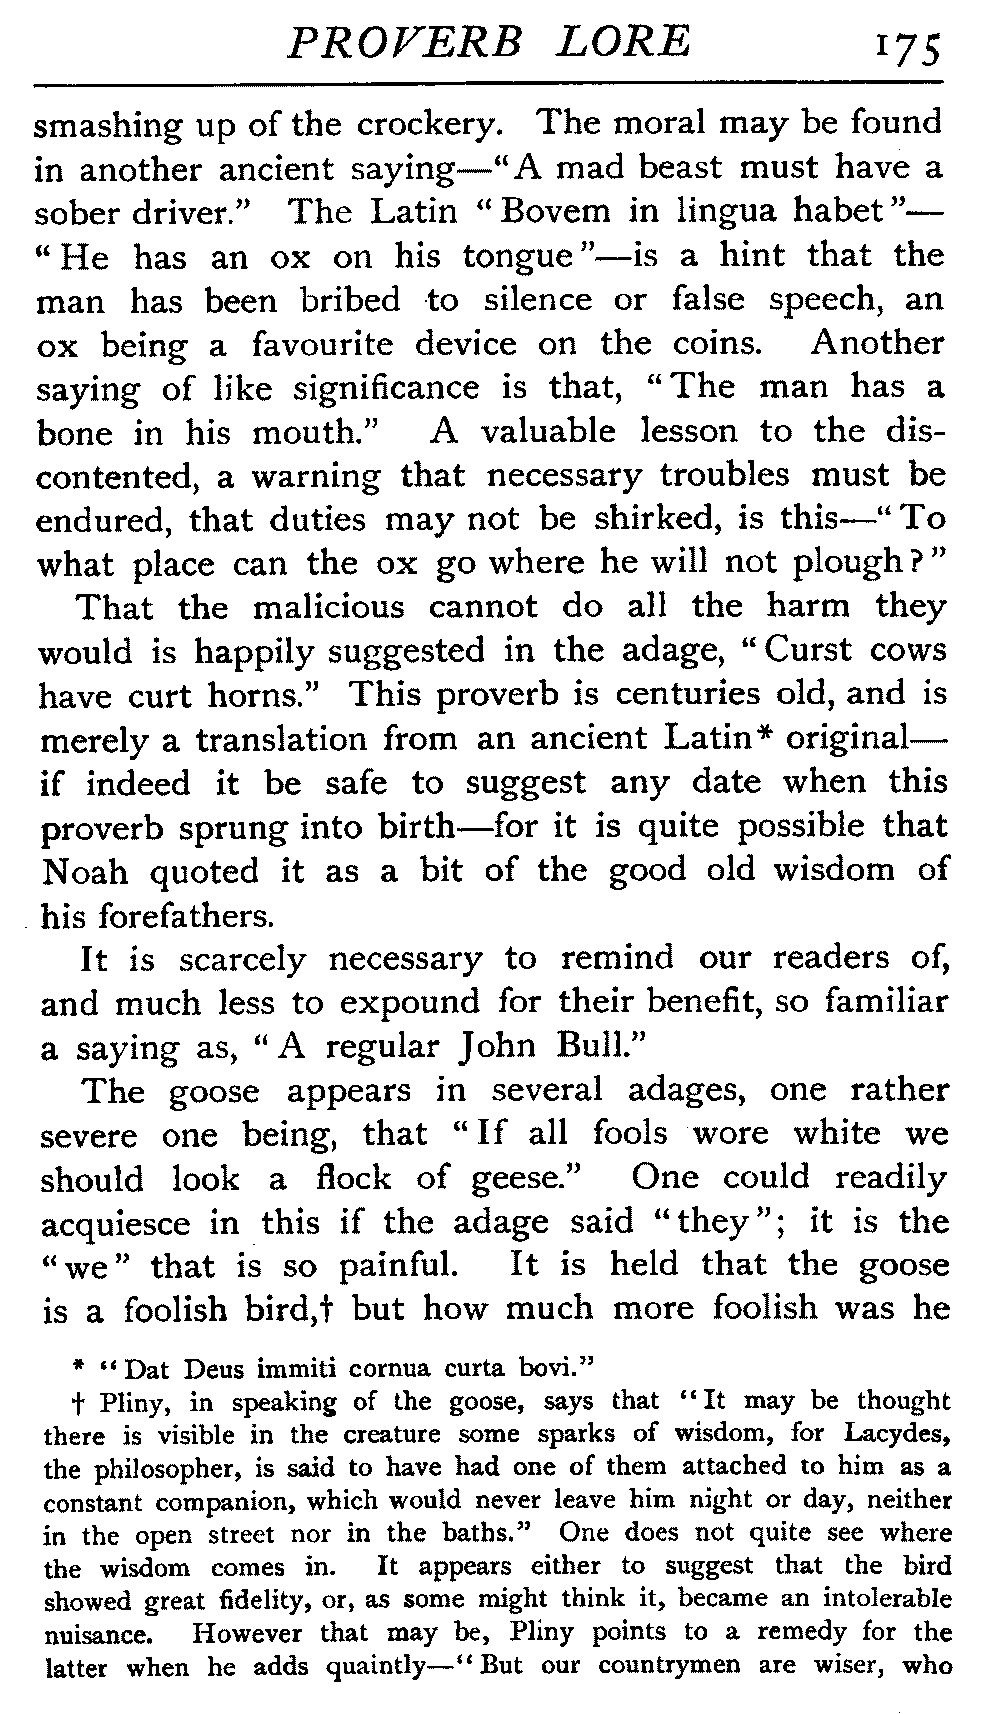 PROVERB LORE 175
smashing up of the crockery. The moral may be found
in another ancient saying—“A mad beast must have a
sober driver.” The Latin “Bovem in lingua habet”—
“He has an ox on his tongue”—is a hint that the
man has been bribed to silence or false speech, an
ox being a favourite device on the coins. Another
saying of like significance is that, “The man has a
bone in his mouth.” A valuable lesson to the dis-
contented, a warning that necessary troubles must be
endured, that duties may not be shirked, is this—“To
what place can the ox go where he will not plough?”
That the malicious cannot do all the harm they
would is happily suggested in the adage, “Curst cows
have curt horns.” This proverb is centuries old, and is
merely a translation from an ancient Latin* original—
if indeed it be safe to suggest any date when this
proverb sprung into birth—for it is quite possible that
Noah quoted it as a bit of the good old wisdom of
his forefathers.
It is scarcely necessary to remind our readers of,
and much less to expound for their benefit, so familiar
a saying as, “A regular John Bull.”
The goose appears in several adages, one rather
severe one being, that “If all fools wore white we
should look a flock of geese.” One could readily
acquiesce in this if the adage said “they”; it is the
“we” that is so painful. It is held that the goose
is a foolish bird,† but how much more foolish was he
* “Dat Deus immiti cornua curta bovi.”
† Pliny, in speaking of the goose, says that “It may be thought
there is visible in the creature some sparks of wisdom, for Lacydes,
the philosopher, is said to have had one of them attached to him as a
constant companion, which would never leave him night or day, neither
in the open street nor in the baths.” One does not quite see where
the wisdom comes in. It appears either to suggest that the bird
showed great fidelity, or, as some might think it, became an intolerable
nuisance. However that may be, Pliny points to a remedy for the
latter when he adds quaintly—“But our countrymen are wiser, who